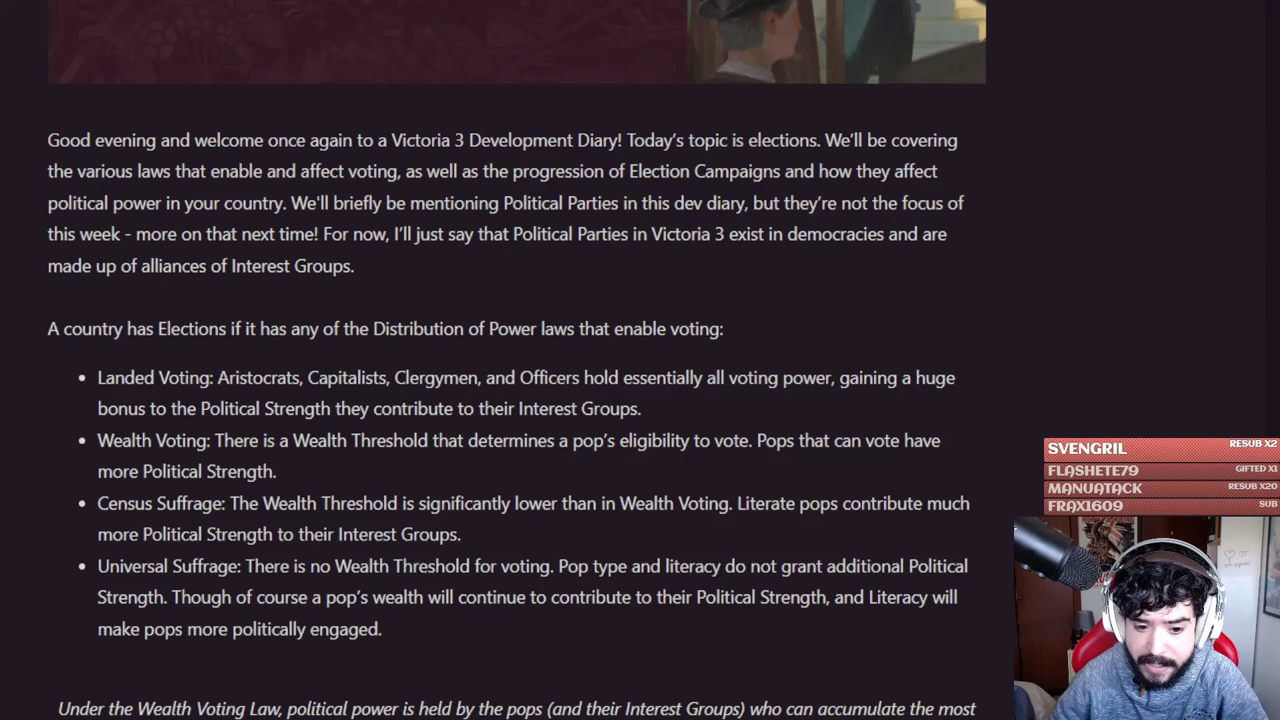 Good evening and welcome once again to a Victoria 3 Development Diary! Today's topic is elections. We'll be covering
the various laws that enable and affect voting, as well as the progression of Election Campaigns and how they affect
political power in your country. We'll briefly be mentioning Political Parties in this dev diary, but they're not the focus of
this week - more on that next time! For now, I'll just say that Political Parties in Victoria 3 exist in democracies and are
made up of alliances of Interest Groups.
A country has Elections if it has any of the Distribution of Power laws that enable voting:
• Landed Voting: Aristocrats, Capitalists, Clergymen, and Officers hold essentially all voting power, gaining a huge
bonus to the Political Strength they contribute to their Interest Groups.
• Wealth Voting: There is a Wealth Threshold that determines a pop's eligibility to vote. Pops that can vote have
more Political Strength.
• Census Suffrage: The Wealth Threshold is significantly lower than in Wealth Voting. Literate pops contribute much
more Political Strength to their Interest Groups.
• Universal Suffrage: There is no Wealth Threshold for voting. Pop type and literacy do not grant additional Political
Strength. Though of course a pop's wealth will continue to contribute to their Political Strength, and Literacy will
make pops more politically engaged.
Under the Wealth Voting Law, political power is held by the pops (and their Interest Groups) who can accumulate the most
SVENGRIL RESUB X2
FLASHETE79 GIFTED X1
MANUATACK RESUB X20
FRAX1609 SUB